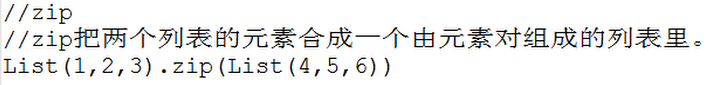 //zip
//zip把两个列表的元素合成一个由元素对组成的列表里。
List(1,2,3).zip(List(4,5,6))